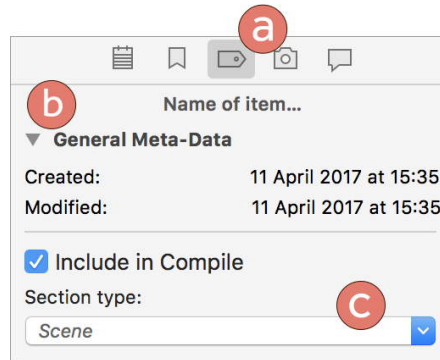 a
b
Name of item…
General Meta-Data
Created: 11 April 2017 at 15:35
Modified: 11 April 2017 at 15:35
Include in Compile
Section type:
c
Scene